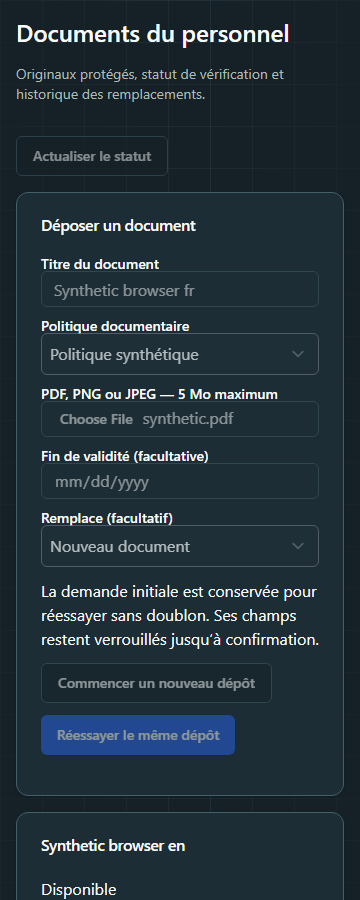 Documents du personnel
Originaux protégés, statut de vérification et
historique des remplacements.
Actualiser le statut
Déposer un document
Titre du document
Synthetic browser fr
Politique documentaire
Politique synthétique
PDF, PNG ou JPEG — 5 Mo maximum
Choose File synthetic.pdf
Fin de validité (facultative)
mm/dd/yyyy
Remplace (facultatif)
Nouveau document
La demande initiale est conservée pour
réessayer sans doublon. Ses champs
restent verrouillés jusqu’à confirmation.
Commencer un nouveau dépôt
Réessayer le même dépôt
Synthetic browser en
Disponible